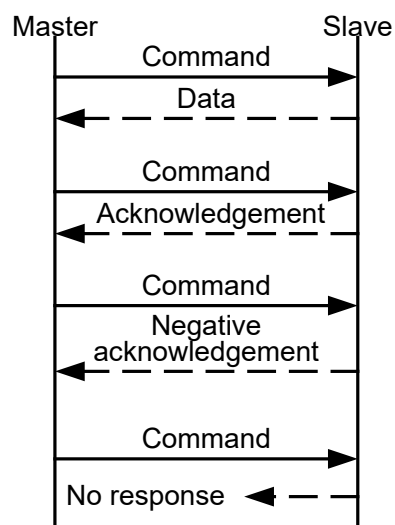 Master Slave
Command
Data
Command
Acknowledgement
Command
Negative
acknowledgement
Command
No response